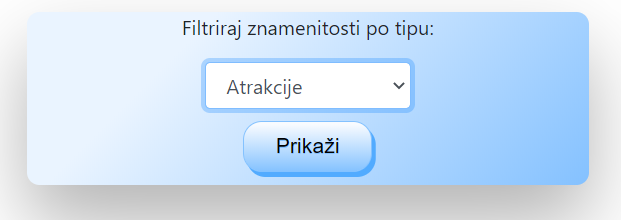 Filtriraj znamenitosti po tipu:
Atrakcije
Prikaži